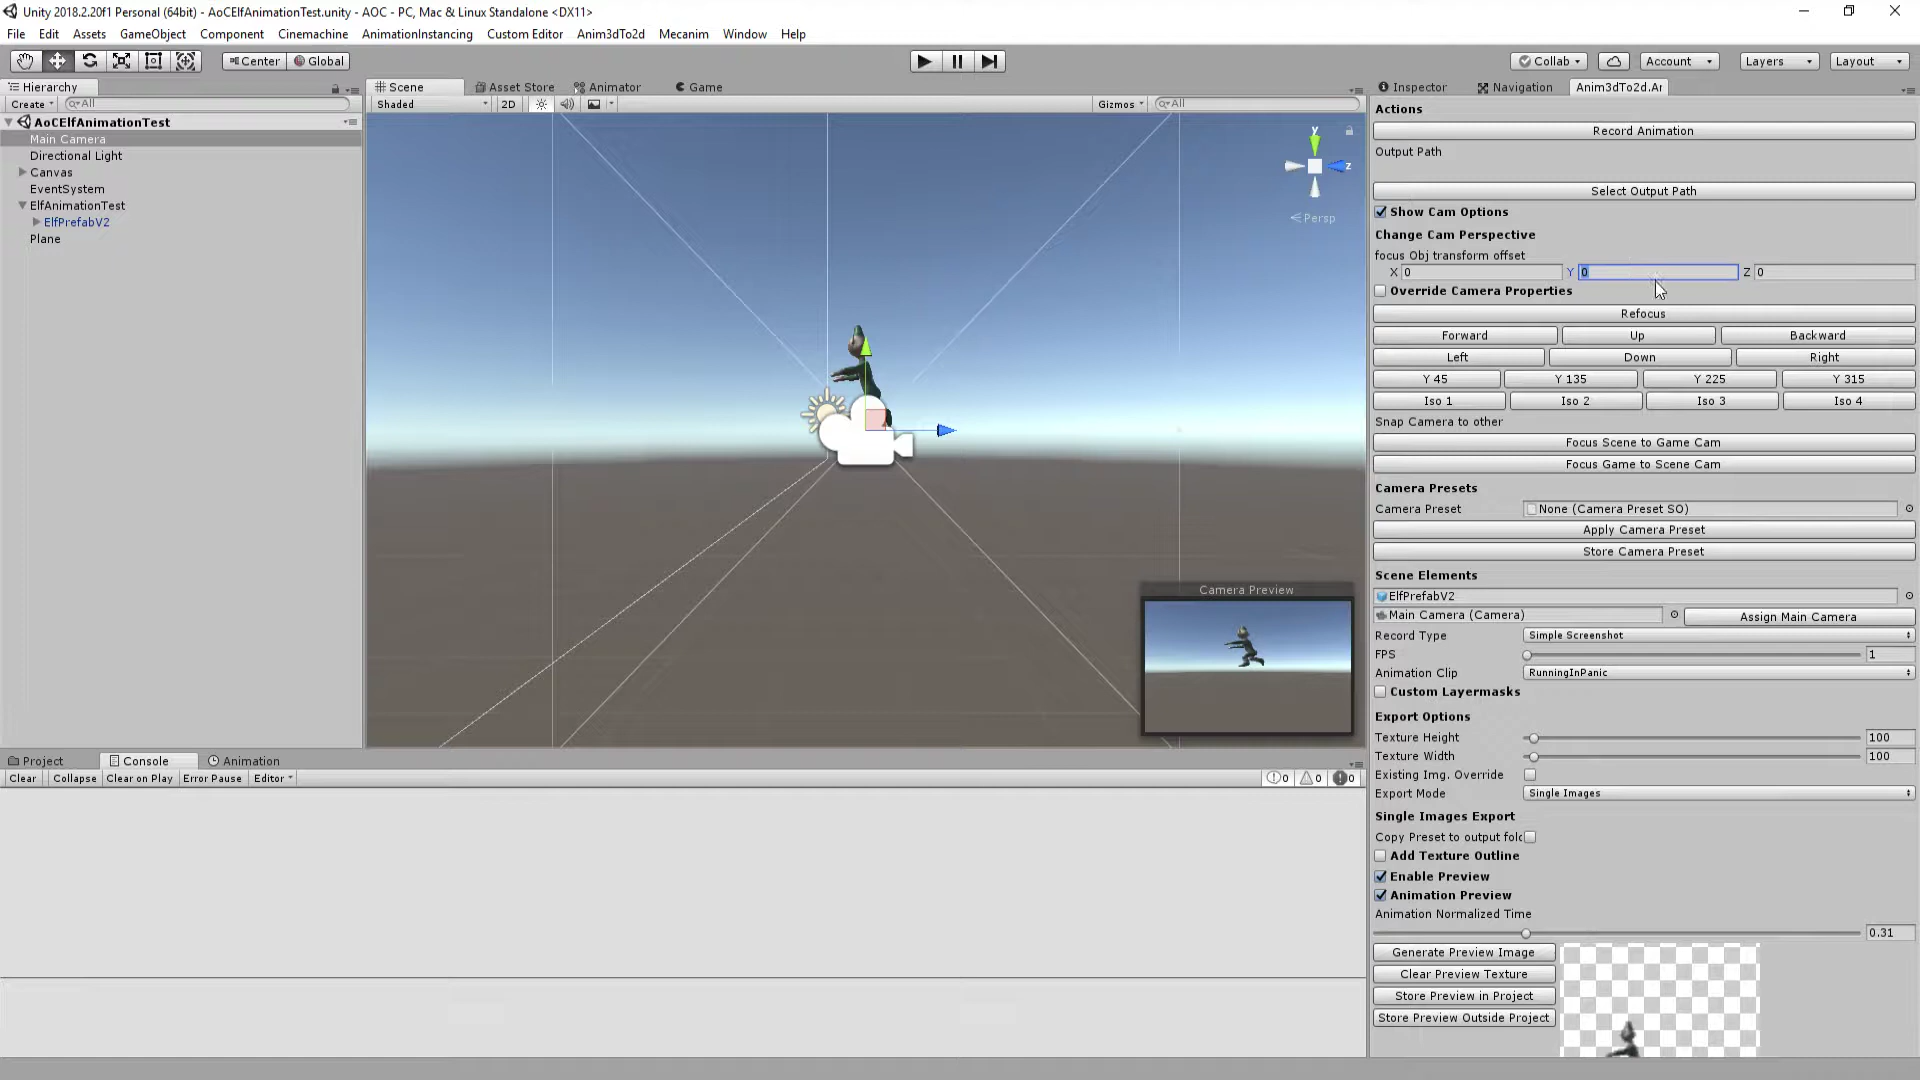 Unity 2018.2.20f1 Personal (64bit) - AoCElfAnimationTest.unity - AOC - PC, Mac & Linux Standalone <DX11>
File Edit Assets GameObject Component Cinemachine AnimationInstancing Custom Editor Anim3dTo2d Mecanim Window Help
Center Global Collab Account Layers Layout
Hierarchy
Create All
AoCElfAnimationTest
Main Camera
Directional Light
Canvas
EventSystem
ElfAnimationTest
ElfPrefabV2
Plane
Scene Asset Store Animator Game
Shaded 2D Gizmos All
y
z
Persp
Camera Preview
Project Console Animation
Clear Collapse Clear on Play Error Pause Editor 0 0 0
Inspector Navigation Anim3dTo2d.Ar
Actions
Record Animation
Output Path
Select Output Path
Show Cam Options
Change Cam Perspective
focus Obj transform offset
X 0 Y 0 Z 0
Override Camera Properties
Refocus
Forward Up Backward
Left Down Right
Y 45 Y 135 Y 225 Y 315
Iso 1 Iso 2 Iso 3 Iso 4
Snap Camera to other
Focus Scene to Game Cam
Focus Game to Scene Cam
Camera Presets
Camera Preset None (Camera Preset SO)
Apply Camera Preset
Store Camera Preset
Scene Elements
ElfPrefabV2
Main Camera (Camera) Assign Main Camera
Record Type Simple Screenshot
FPS 1
Animation Clip RunningInPanic
Custom Layermasks
Export Options
Texture Height 100
Texture Width 100
Existing Img. Override
Export Mode Single Images
Single Images Export
Copy Preset to output folc
Add Texture Outline
Enable Preview
Animation Preview
Animation Normalized Time
0.31
Generate Preview Image
Clear Preview Texture
Store Preview in Project
Store Preview Outside Project